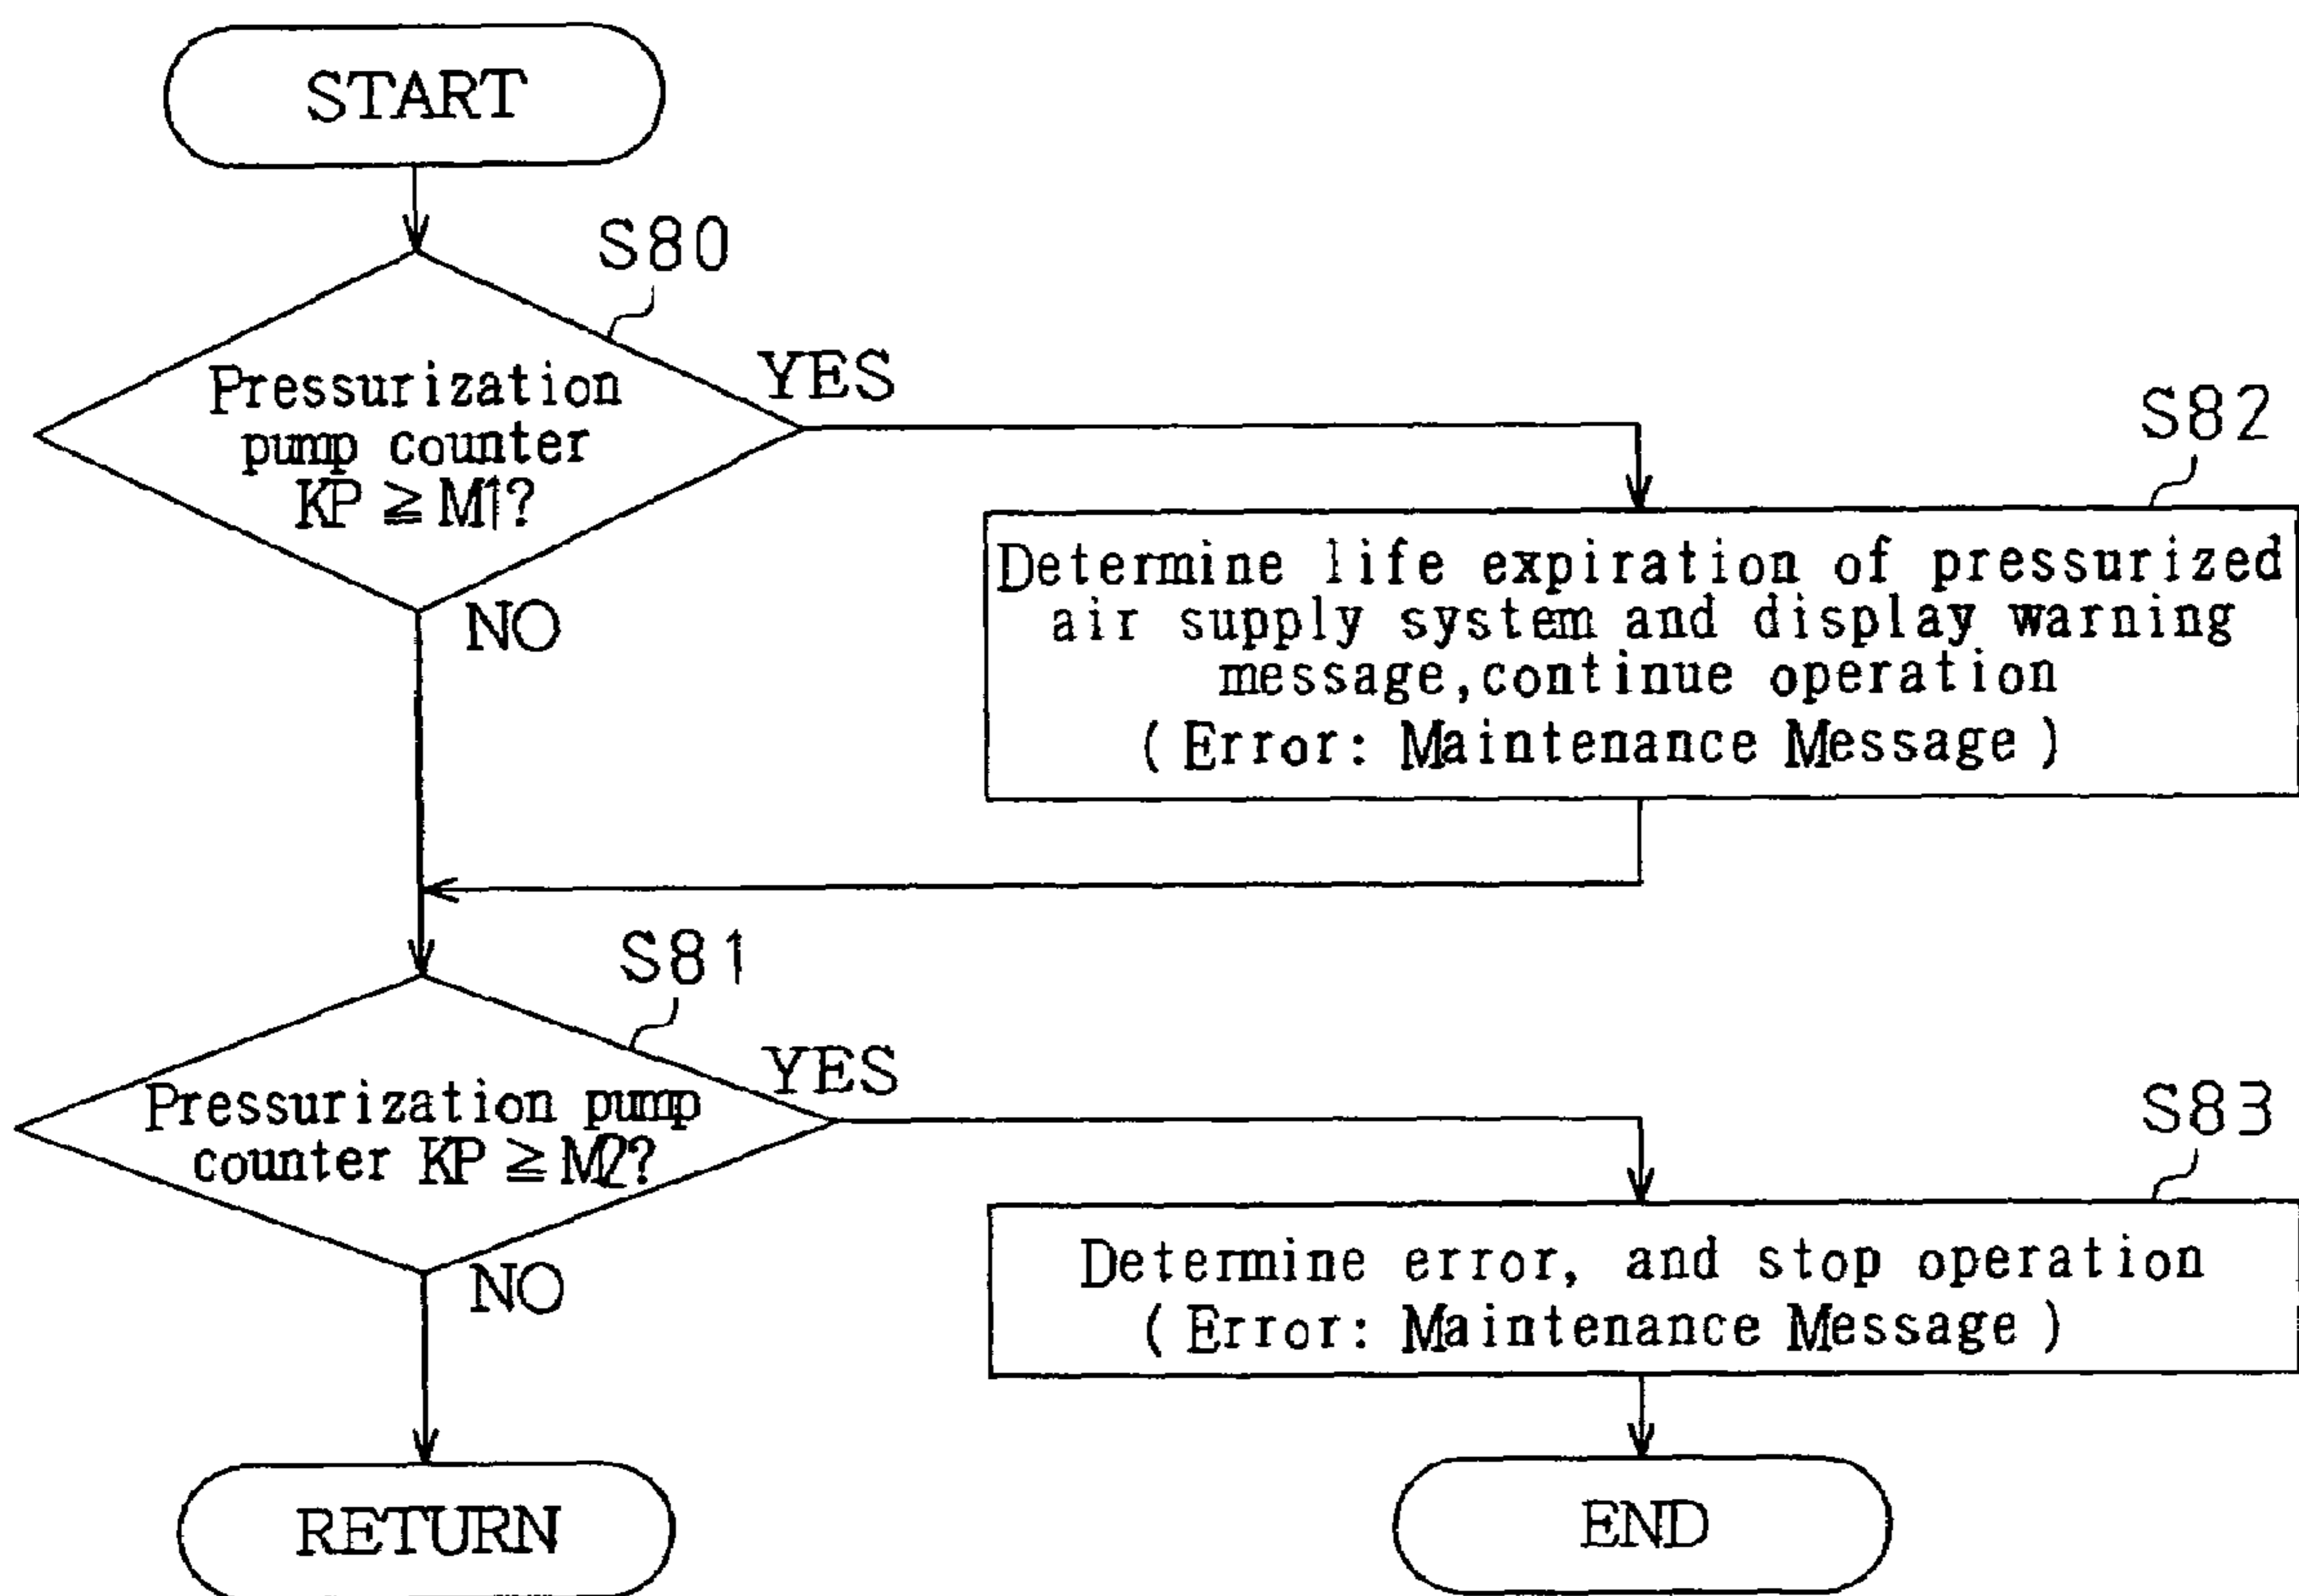 START
S80
Pressurization
pump counter
KP ≧ M1?
YES
NO
S82
Determine life expiration of pressurized
air supply system and display warning
message,continue operation
( Error: Maintenance Message )
S81
Pressurization pump
counter KP ≧ M2?
YES
NO
S83
Determine error, and stop operation
( Error: Maintenance Message )
RETURN
END